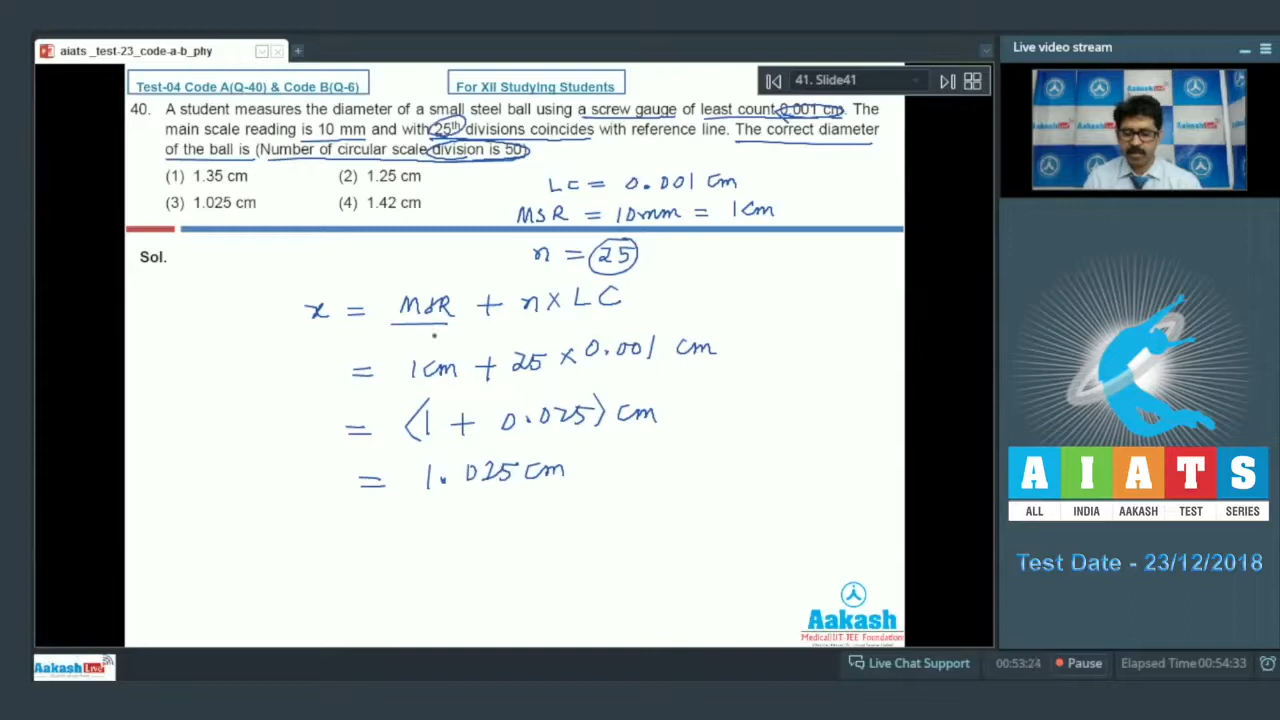 aiats _test-23_code-a-b_phy
Live video stream
Test-04 Code A(Q-40) & Code B(Q-6)
For XII Studying Students
41. Slide41
40. A student measures the diameter of a small steel ball using a screw gauge of least count 0.001 cm. The
main scale reading is 10 mm and with 25th divisions coincides with reference line. The correct diameter
of the ball is (Number of circular scale division is 50)
(1) 1.35 cm (2) 1.25 cm
(3) 1.025 cm (4) 1.42 cm
LC = 0.001 cm
MSR = 10mm = 1cm
n = 25
Sol.
x = MSR + n × LC
= 1cm + 25 × 0.001 cm
= (1 + 0.025) cm
= 1.025 cm
A I A T S
ALL INDIA AAKASH TEST SERIES
Test Date - 23/12/2018
Aakash
Medical|IIT-JEE|Foundations
Aakash Live
Live Chat Support
00:53:24
Pause
Elapsed Time 00:54:33